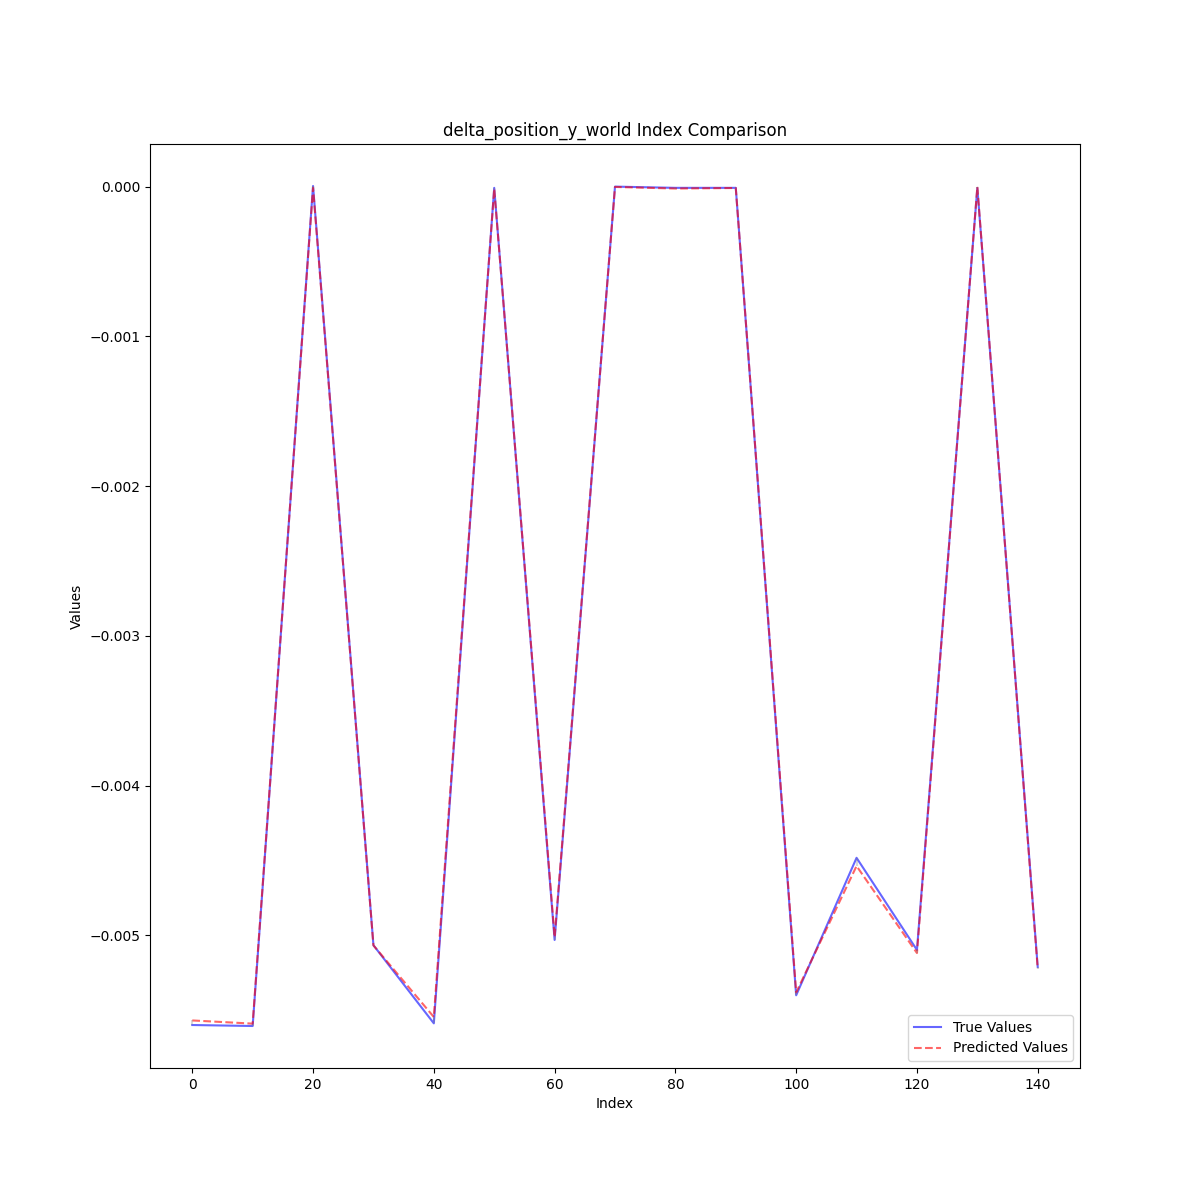 delta_position_y_world Index Comparison
0.000
−0.001
−0.002
−0.003
−0.004
−0.005
Values
0 20 40 60 80 100 120 140
Index
True Values
Predicted Values